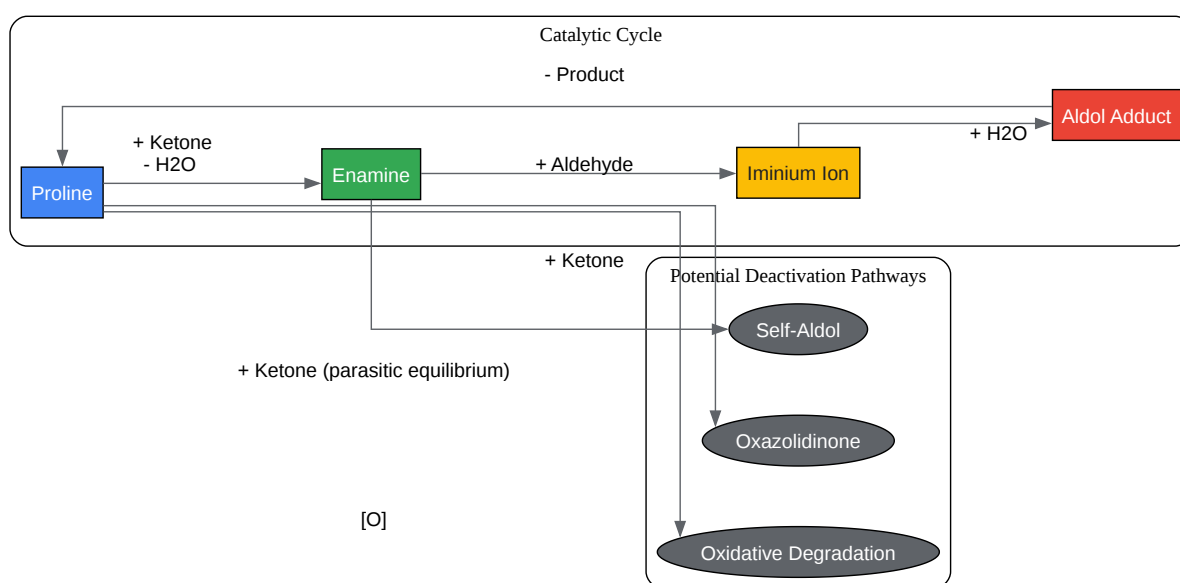 Catalytic Cycle
- Product
Aldol Adduct
+ H2O
+ Ketone
- H2O
Enamine
+ Aldehyde
Iminium Ion
Proline
+ Ketone
Potential Deactivation Pathways
Self-Aldol
+ Ketone (parasitic equilibrium)
Oxazolidinone
[O]
Oxidative Degradation